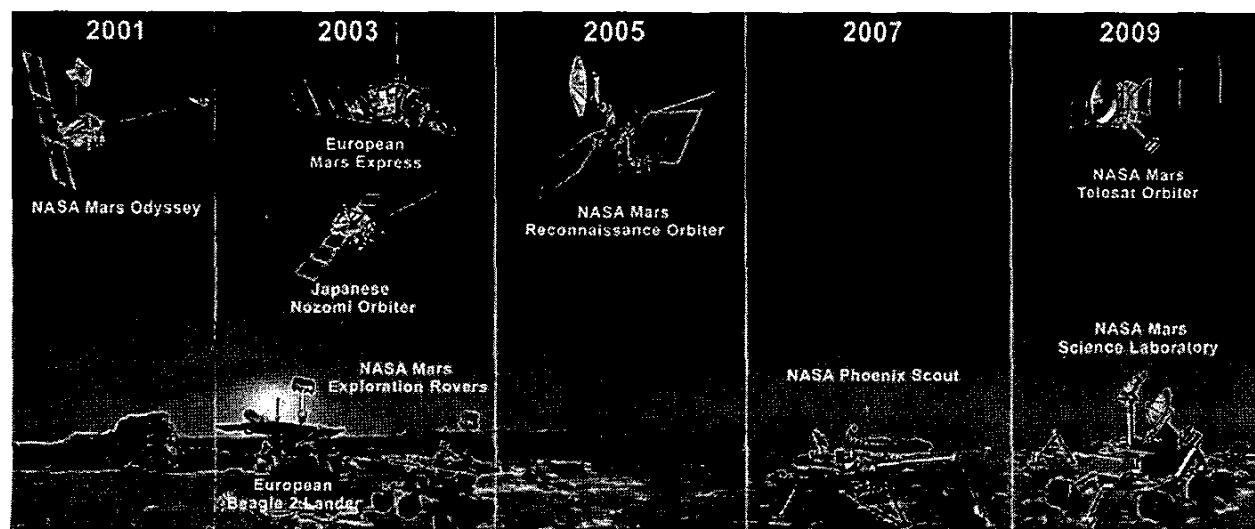 2001
2003
2005
2007
2009
NASA Mars Odyssey
European
Mars Express
Japanese
Nozomi Orbiter
NASA Mars
Exploration Rovers
European
Beagle 2 Lander
NASA Mars
Reconnaissance Orbiter
NASA Phoenix Scout
NASA Mars
Telesat Orbiter
NASA Mars
Science Laboratory